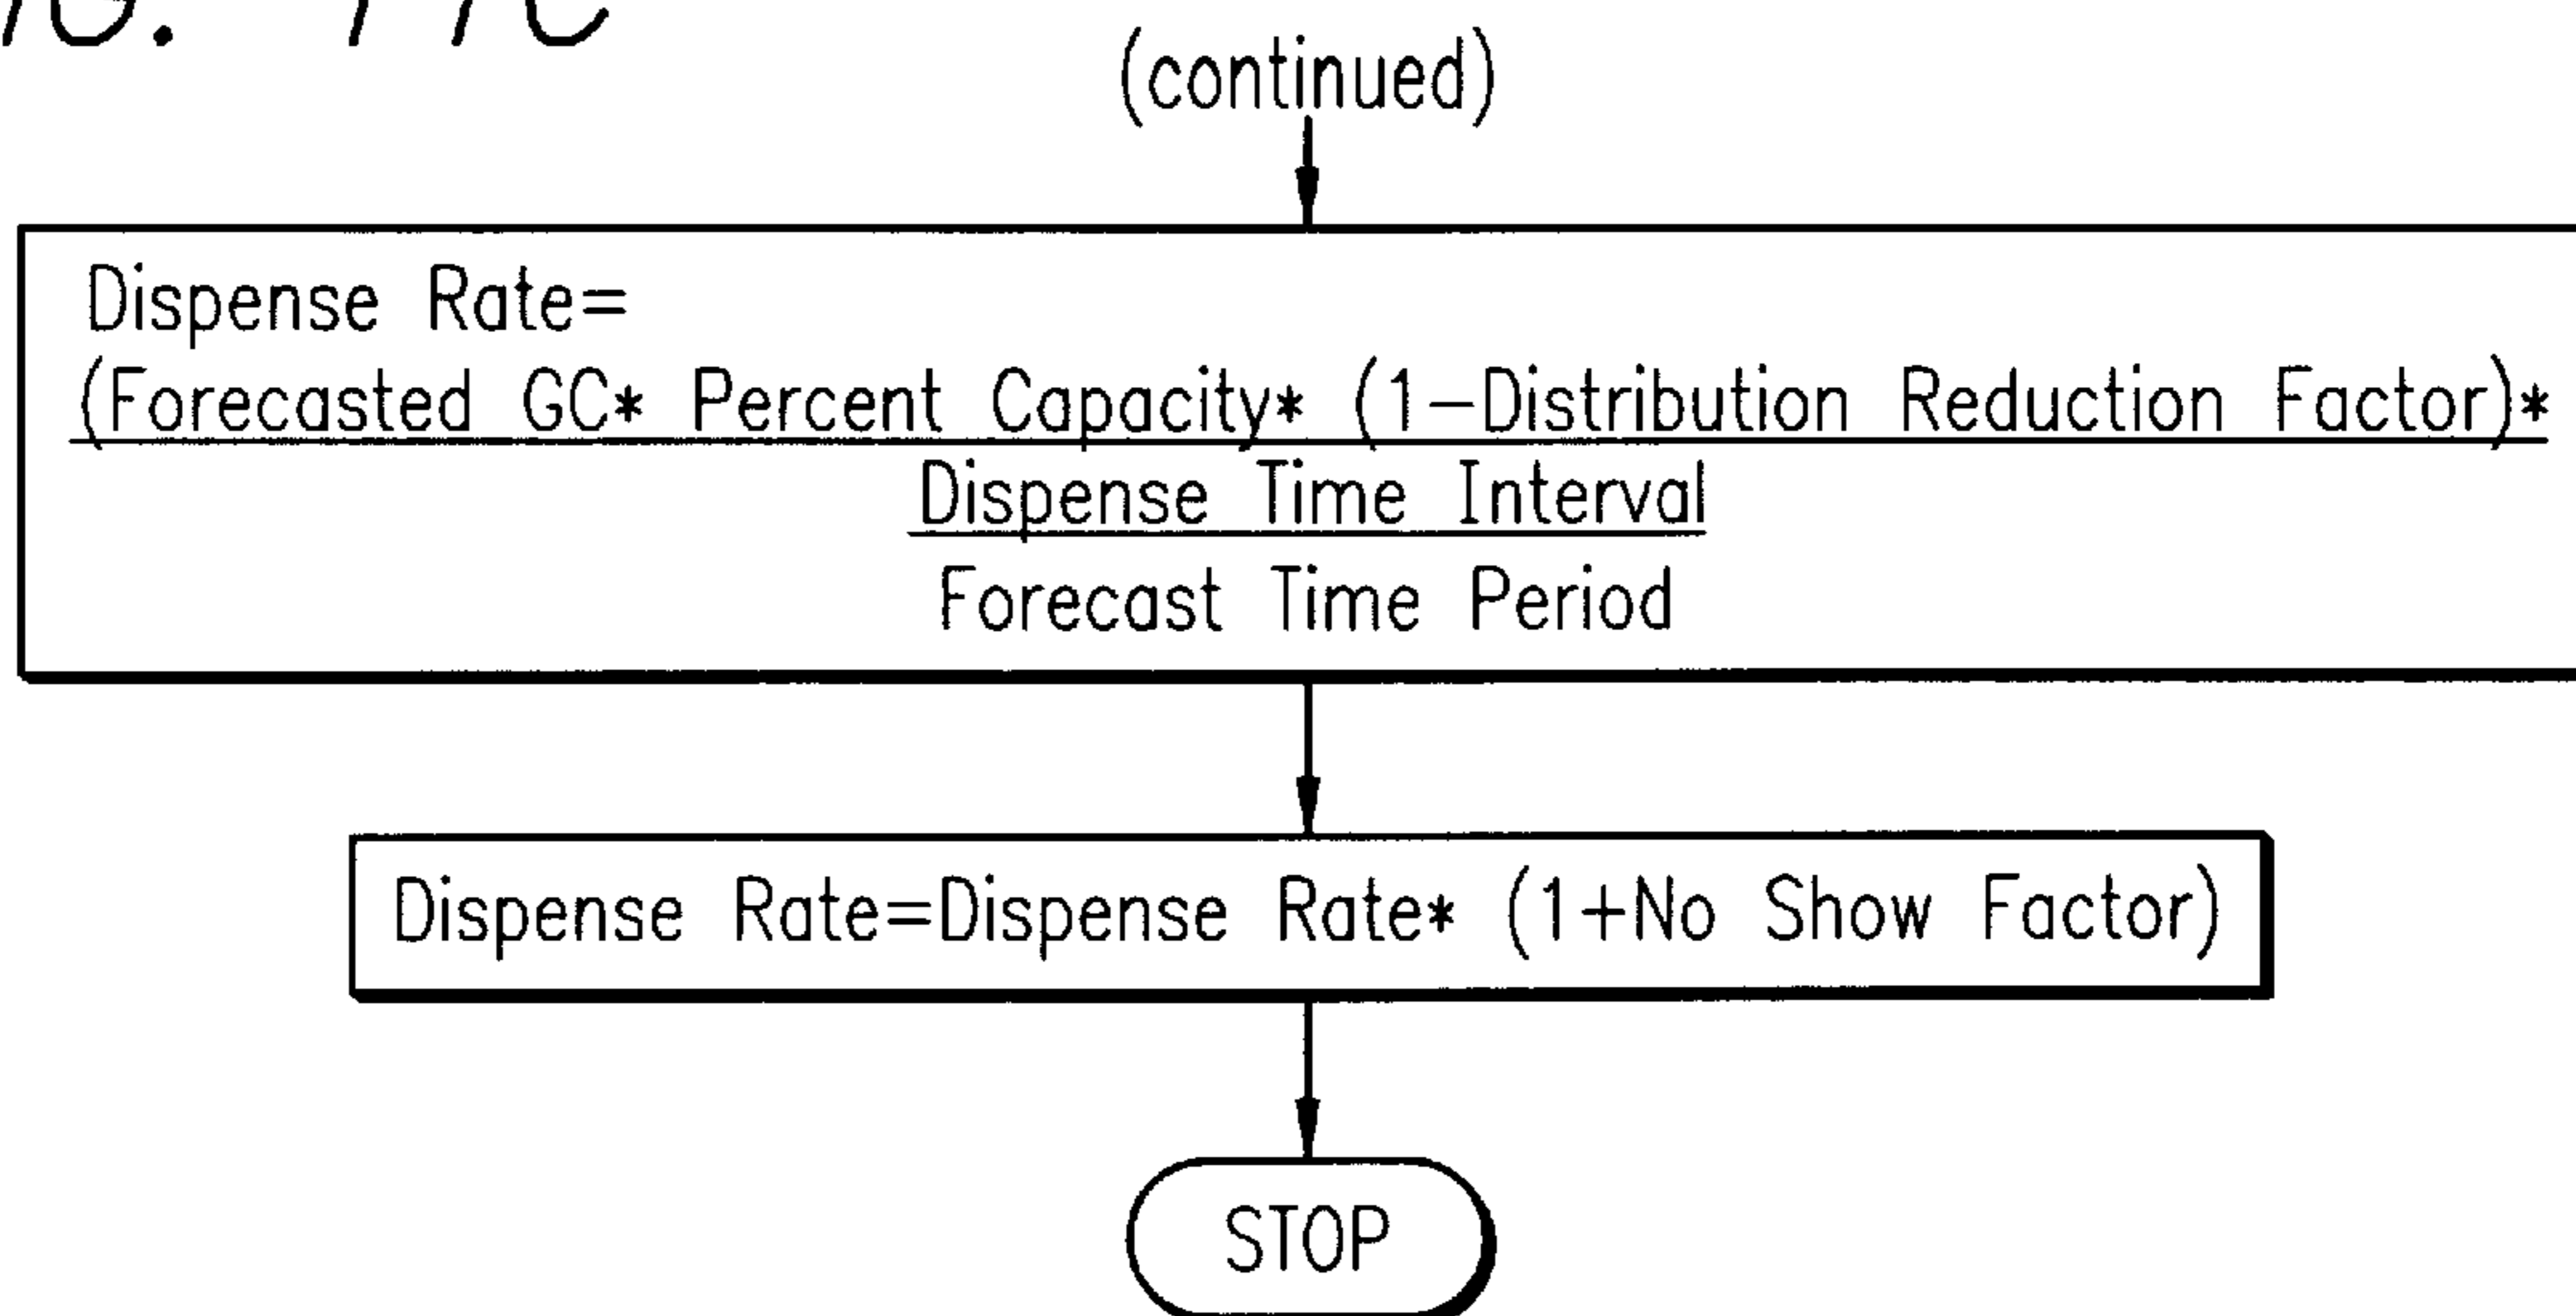 (continued)
Dispense Rate=
(Forecasted GC* Percent Capacity* (1-Distribution Reduction Factor)*
Dispense Time Interval
Forecast Time Period
Dispense Rate=Dispense Rate* (1+No Show Factor)
STOP